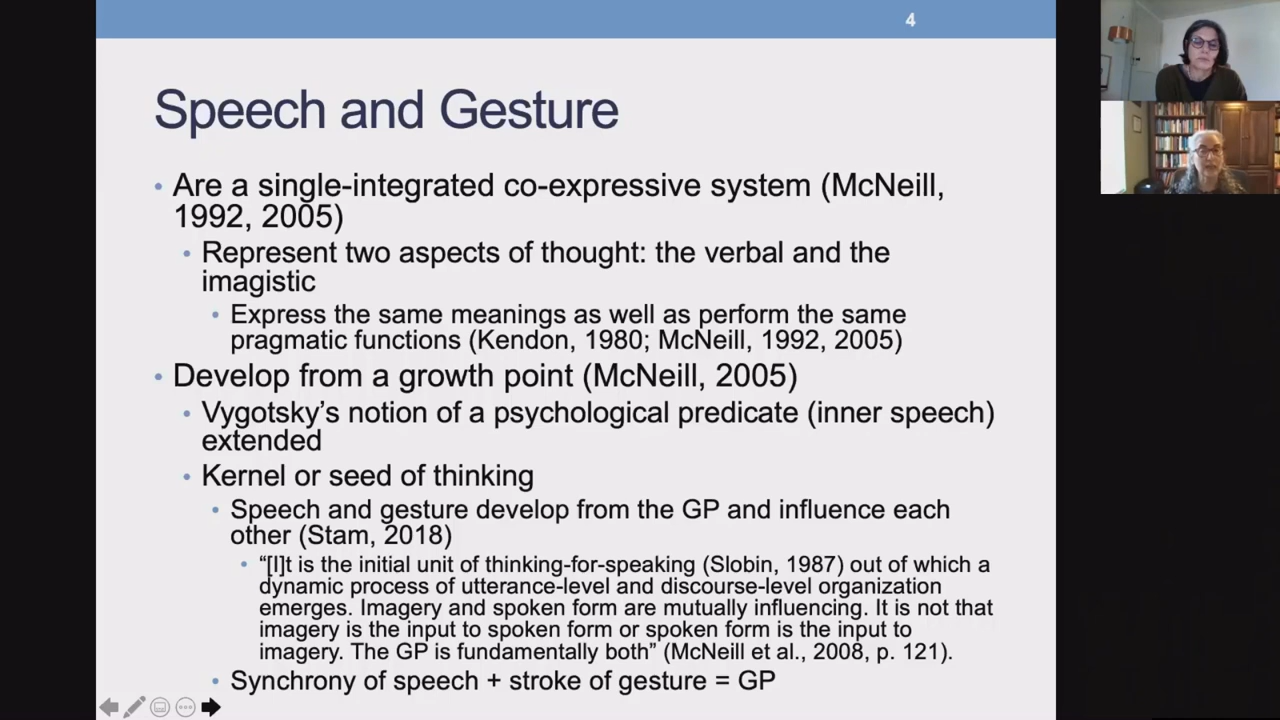 4
Speech and Gesture
• Are a single-integrated co-expressive system (McNeill,
1992, 2005)
• Represent two aspects of thought: the verbal and the
imagistic
• Express the same meanings as well as perform the same
pragmatic functions (Kendon, 1980; McNeill, 1992, 2005)
• Develop from a growth point (McNeill, 2005)
• Vygotsky’s notion of a psychological predicate (inner speech)
extended
• Kernel or seed of thinking
• Speech and gesture develop from the GP and influence each
other (Stam, 2018)
• “[I]t is the initial unit of thinking-for-speaking (Slobin, 1987) out of which a
dynamic process of utterance-level and discourse-level organization
emerges. Imagery and spoken form are mutually influencing. It is not that
imagery is the input to spoken form or spoken form is the input to
imagery. The GP is fundamentally both” (McNeill et al., 2008, p. 121).
• Synchrony of speech + stroke of gesture = GP